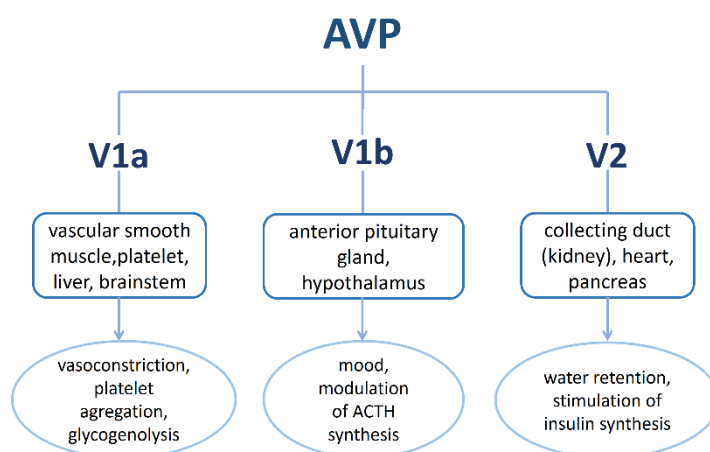 AVP
V1a
V1b
V2
vascular smooth
muscle,platelet,
liver, brainstem
anterior pituitary
gland,
hypothalamus
collecting duct
(kidney), heart,
pancreas
vasoconstriction,
platelet
agregation,
glycogenolysis
mood,
modulation
of ACTH
synthesis
water retention,
stimulation of
insulin synthesis